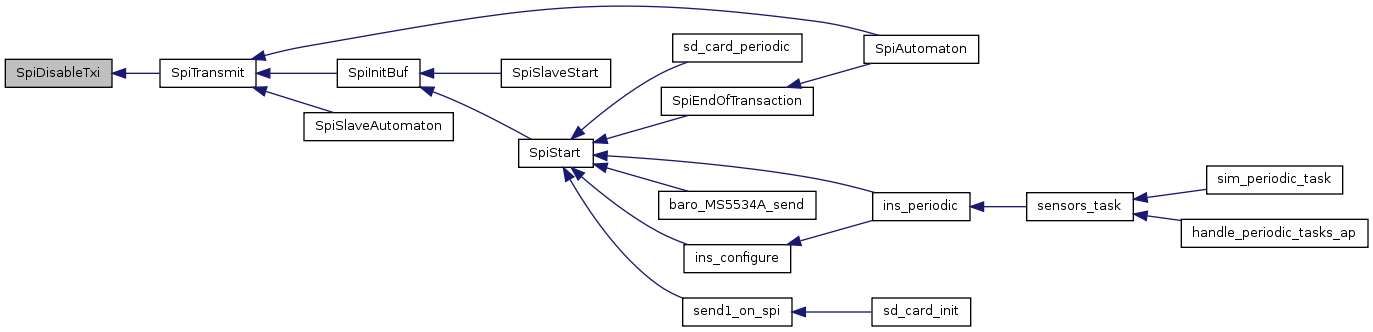 SpiDisableTxi
SpiTransmit
SpiInitBuf
SpiSlaveAutomaton
SpiSlaveStart
SpiStart
sd_card_periodic
SpiEndOfTransaction
baro_MS5534A_send
ins_configure
send1_on_spi
SpiAutomaton
ins_periodic
sd_card_init
sensors_task
sim_periodic_task
handle_periodic_tasks_ap